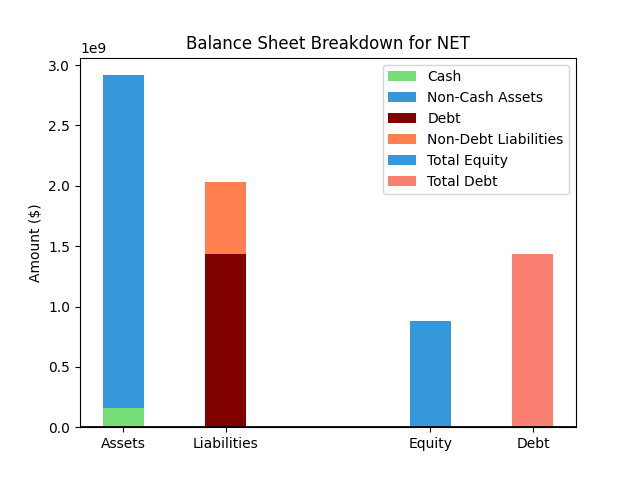 Balance Sheet Breakdown for NET
1e9
3.0
2.5
2.0
1.5
1.0
0.5
0.0
Amount ($)
Cash
Non-Cash Assets
Debt
Non-Debt Liabilities
Total Equity
Total Debt
Assets
Liabilities
Equity
Debt